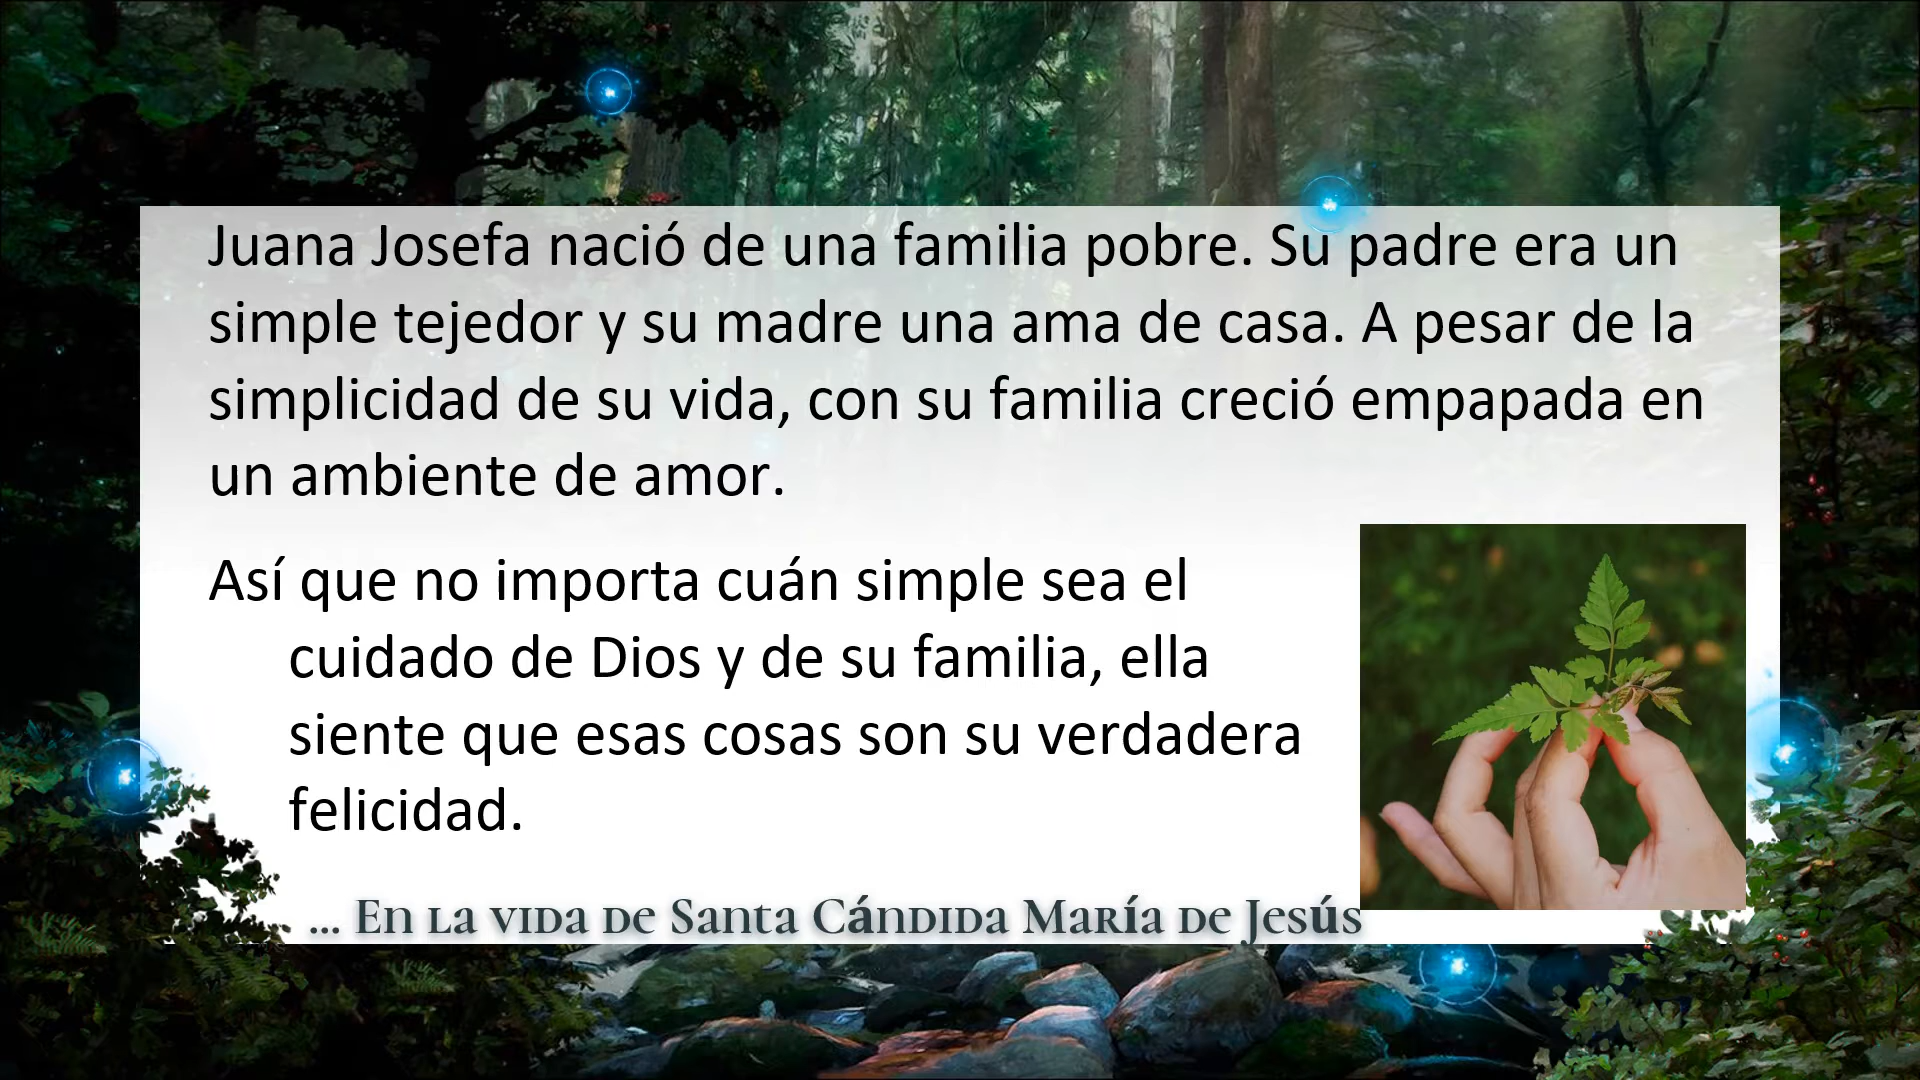 Juana Josefa nació de una familia pobre. Su padre era un
simple tejedor y su madre una ama de casa. A pesar de la
simplicidad de su vida, con su familia creció empapada en
un ambiente de amor.
Así que no importa cuán simple sea el
cuidado de Dios y de su familia, ella
siente que esas cosas son su verdadera
felicidad.
... En la vida de Santa Cándida María de Jesús